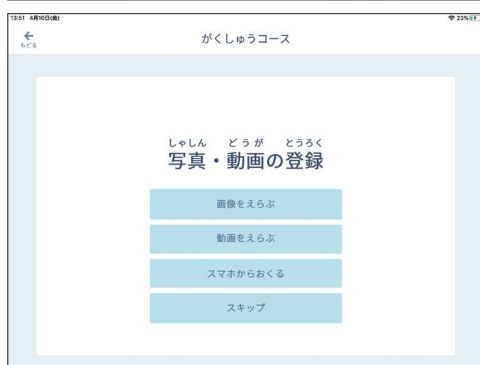 13:51 4月10日(金)
23%
もどる
がくしゅうコース
しゃしん どうが とうろく
写真・動画の登録
画像をえらぶ
動画をえらぶ
スマホからおくる
スキップ